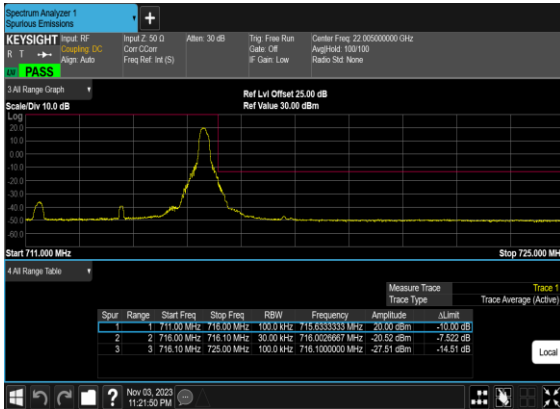 Spectrum Analyzer 1
Spurious Emissions
KEYSIGHT
R T
LXI PASS
Input: RF
Coupling: DC
Align: Auto
Input Z: 50 Ω
Corr CCorr
Freq Ref: Int (S)
Atten: 30 dB
Trig: Free Run
Gate: Off
IF Gain: Low
Center Freq: 22.005000000 GHz
Avg|Hold: 100/100
Radio Std: None
3 All Range Graph
Scale/Div 10.0 dB
Ref Lvl Offset 25.00 dB
Ref Value 30.00 dBm
Log
20.0
10.0
0.00
-10.0
-20.0
-30.0
-40.0
-50.0
-60.0
Start 711.000 MHz
Stop 725.000 MH
4 All Range Table
Measure Trace Trace 1
Trace Type Trace Average (Active)
Spur Range Start Freq Stop Freq RBW Frequency Amplitude ΔLimit
1 1 711.00 MHz 716.00 MHz 100.0 kHz 715.6333333 MHz 20.00 dBm -10.00 dB
2 2 716.00 MHz 716.10 MHz 30.00 kHz 716.0026667 MHz -20.52 dBm -7.522 dB
3 3 716.10 MHz 725.00 MHz 100.0 kHz 716.1000000 MHz -27.51 dBm -14.51 dB
Local
?
Nov 03, 2023
11:21:50 PM